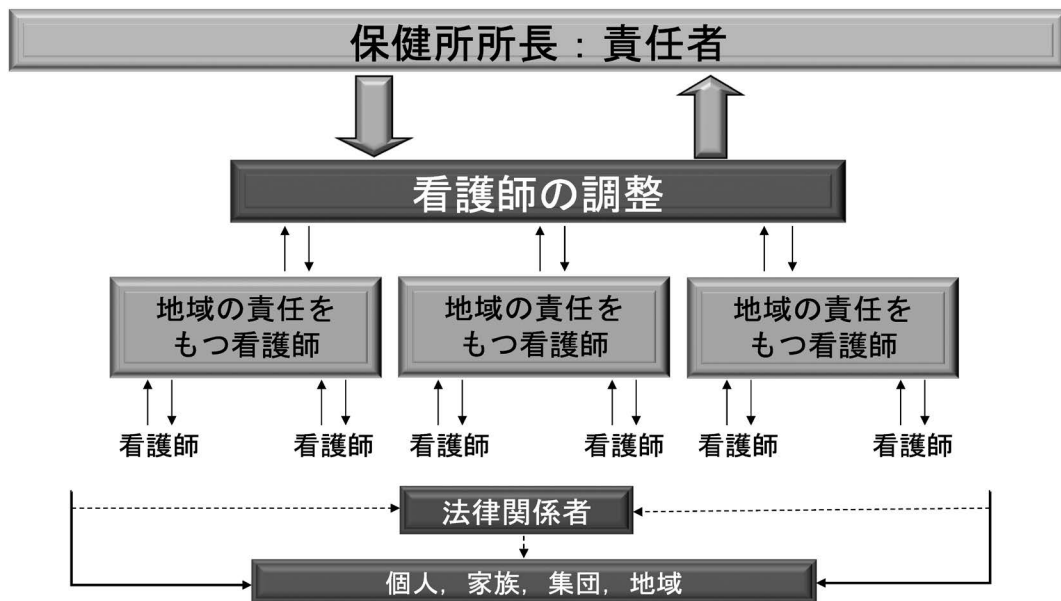 保健所所長：責任者
看護師の調整
地域の責任を
もつ看護師
地域の責任を
もつ看護師
地域の責任を
もつ看護師
看護師
看護師
看護師
看護師
看護師
看護師
法律関係者
個人，家族，集団，地域